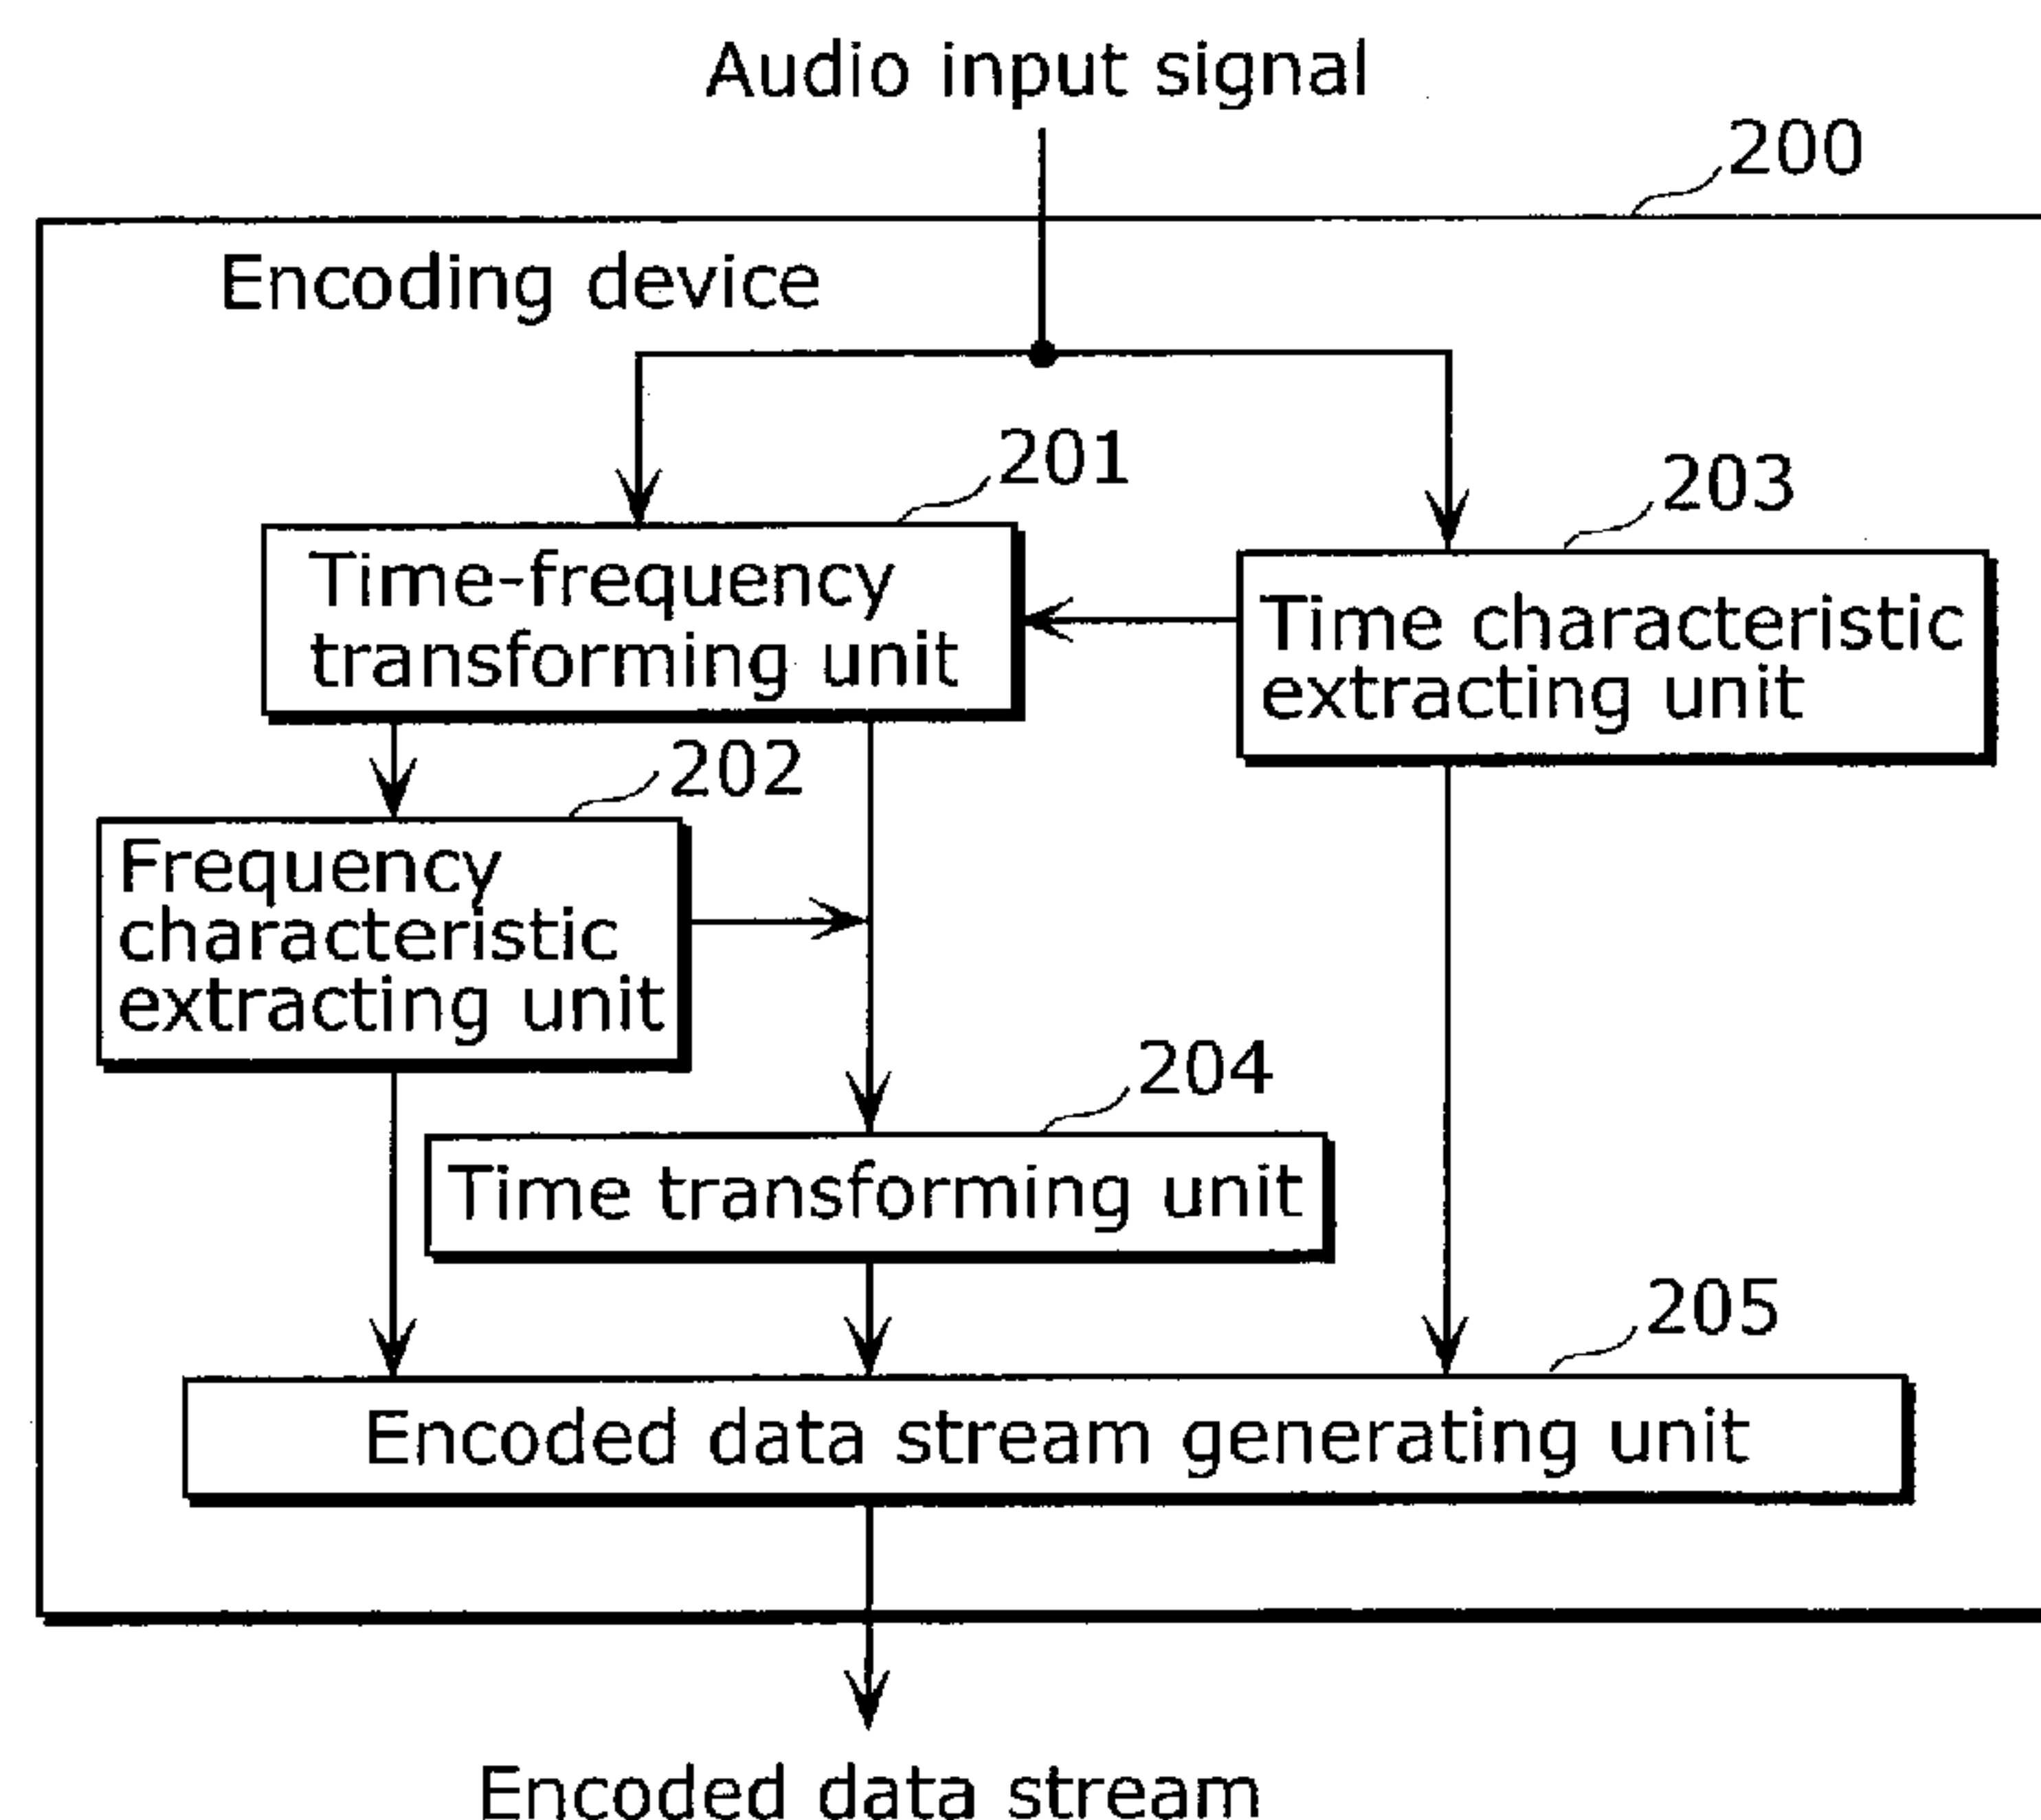 Audio input signal
200
Encoding device
201
203
Time-frequency
transforming unit
Time characteristic
extracting unit
202
Frequency
characteristic
extracting unit
204
Time transforming unit
205
Encoded data stream generating unit
Encoded data stream